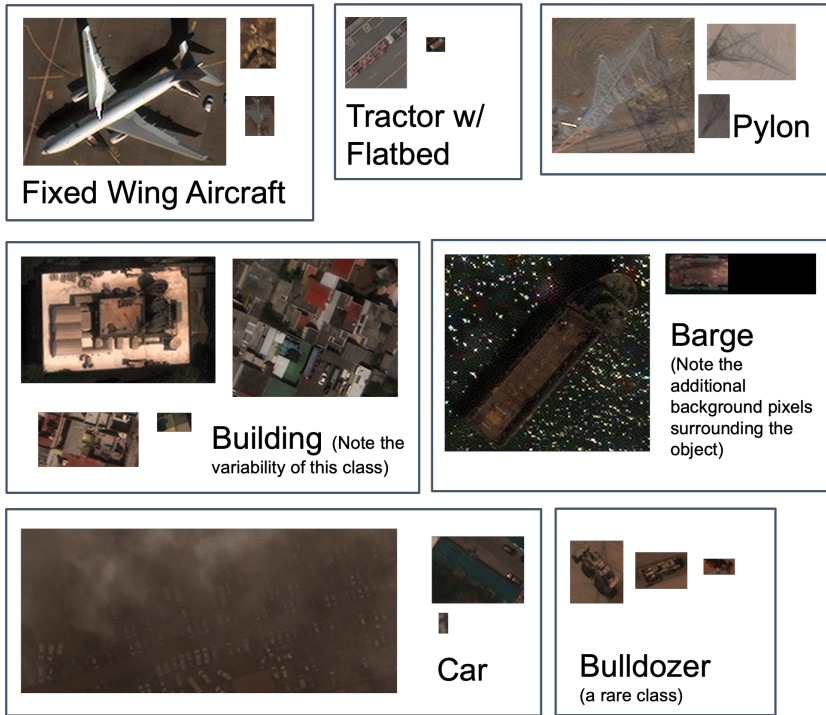 Fixed Wing Aircraft
Tractor w/
Flatbed
Pylon
Building (Note the
variability of this class)
Barge
(Note the
additional
background pixels
surrounding the
object)
Car
Bulldozer
(a rare class)